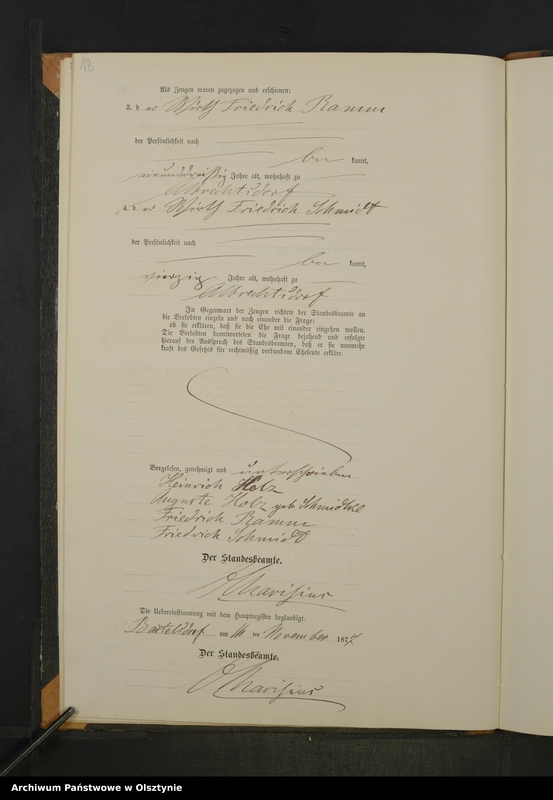 18
Als Zeugen waren zugezogen und erschienen:
3. d er Wirth Friedrich Ramm
der Persönlichkeit nach
be kannt,
neununddreißig Jahre alt, wohnhaft zu
Albrechtsdorf
4. d er Wirth Friedrich Schmidt
der Persönlichkeit nach
be kannt,
vierzig Jahre alt, wohnhaft zu
Albrechtsdorf
In Gegenwart der Zeugen richtete der Standesbeamte an
die Verlobten einzeln und nach einander die Frage:
ob sie erklären, daß sie die Ehe mit einander eingehen wollen.
Die Verlobten beantworteten die Frage bejahend und erfolgte
hierauf der Ausspruch des Standesbeamten, daß er sie nunmehr
kraft des Gesetzes für rechtmäßig verbundene Eheleute erkläre.
Vorgelesen, genehmigt und unterschrieben
Heinrich Holz
Auguste Holz geb.
Friedrich Ramm
Friedrich Schmidt
Der Standesbeamte.
Charisius
Die Uebereinstimmung mit dem Hauptregister beglaubigt.
Bartelsdorf am ten November 187
Der Standesbeamte.
Charisius
Archiwum Państwowe w Olsztynie